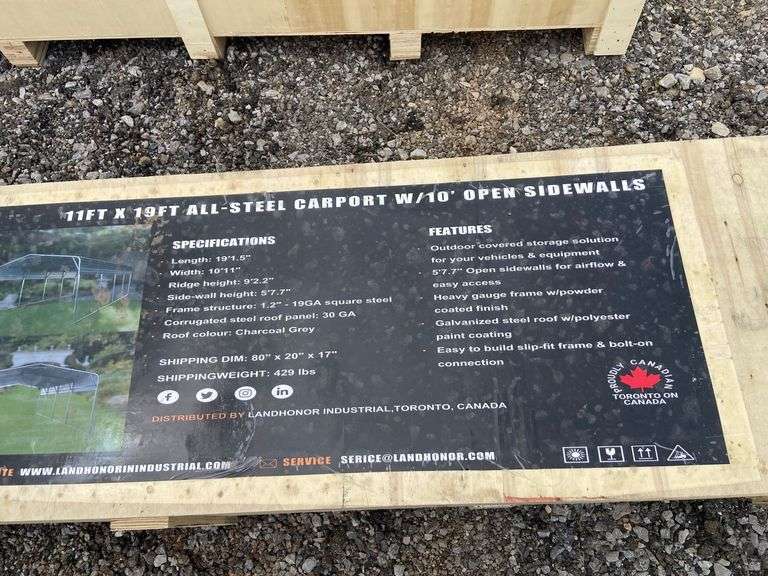 11FT X 19FT ALL-STEEL CARPORT W/10' OPEN SIDEWALLS
SPECIFICATIONS
Length: 19'1.5"
Width: 10'11"
Ridge height: 9'2.2"
Side-wall height: 5'7.7"
Frame structure: 1.2" - 19GA square steel
Corrugated steel roof panel: 30 GA
Roof colour: Charcoal Grey
SHIPPING DIM: 80" x 20" x 17"
SHIPPINGWEIGHT: 429 lbs
DISTRIBUTED BY LANDHONOR INDUSTRIAL,TORONTO, CANADA
FEATURES
Outdoor covered storage solution
for your vehicles & equipment
5'7.7" Open sidewalls for airflow &
easy access
Heavy gauge frame w/powder
coated finish
Galvanized steel roof w/polyester
paint coating
Easy to build slip-fit frame & bolt-on
connection
PROUDLY CANADIAN
TORONTO ON
CANADA
WWW.LANDHONORININDUSTRIAL.COM SERVICE SERICE@LANDHONOR.COM